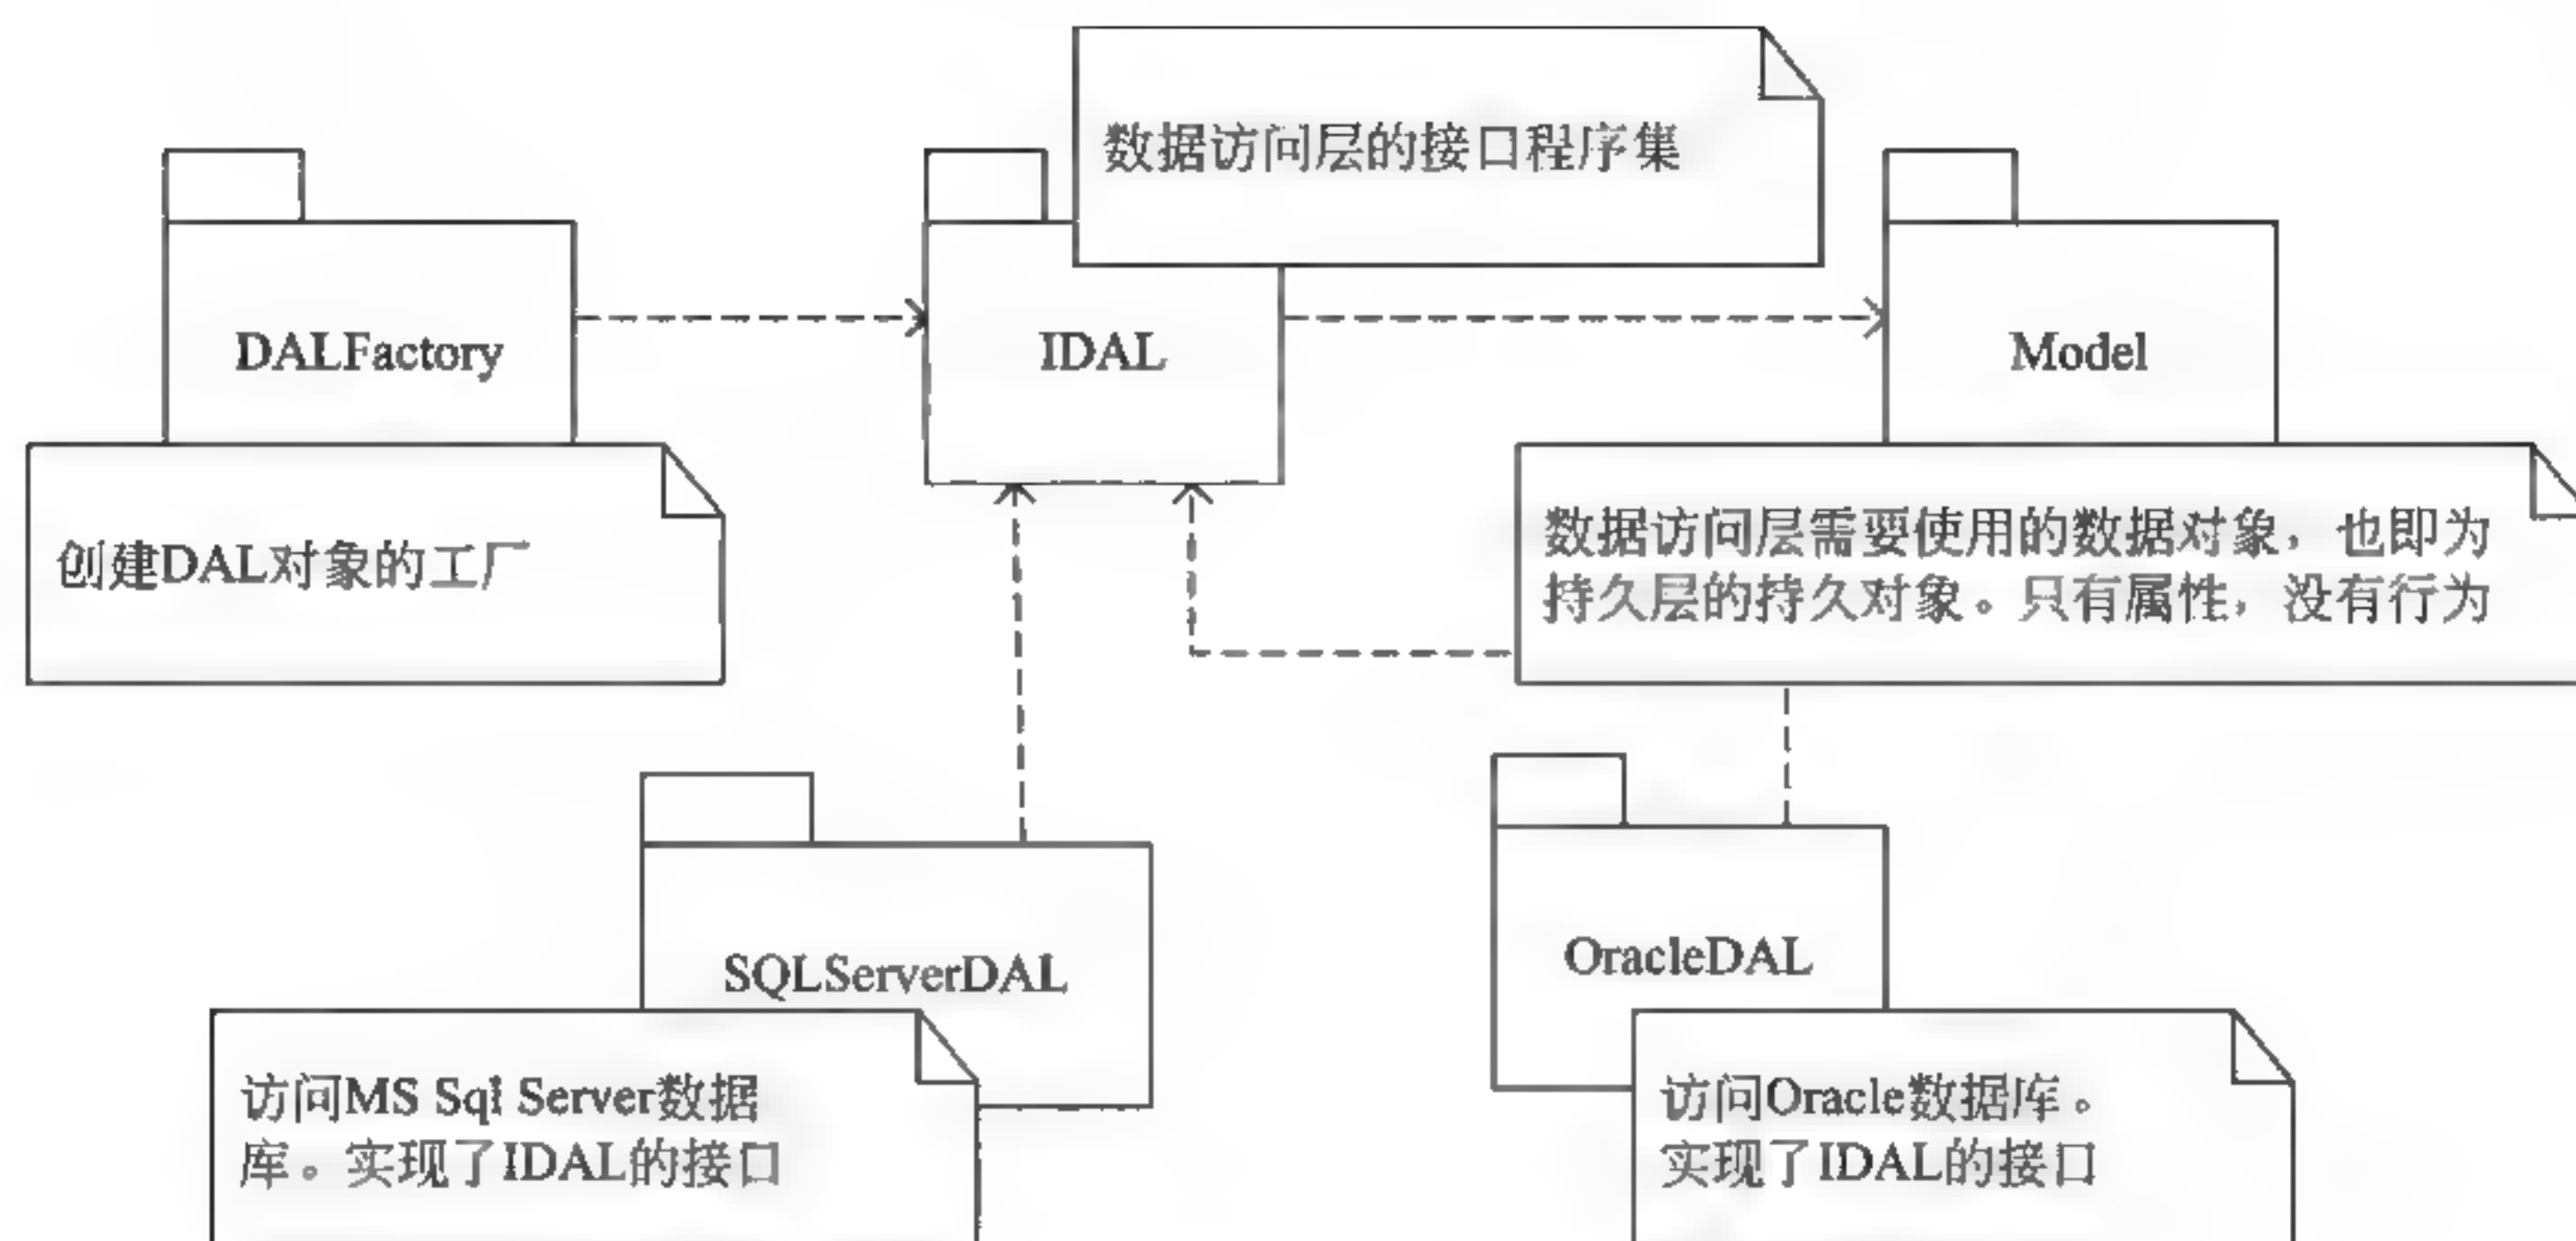 数据访问层的接口程序集
DALFactory
IDAL
Model
创建DAL对象的工厂
数据访问层需要使用的数据对象，也即为
持久层的持久对象。只有属性，没有行为
SQLServerDAL
OracleDAL
访问MS Sql Server数据
库。实现了IDAL的接口
访问Oracle数据库。
实现了IDAL的接口